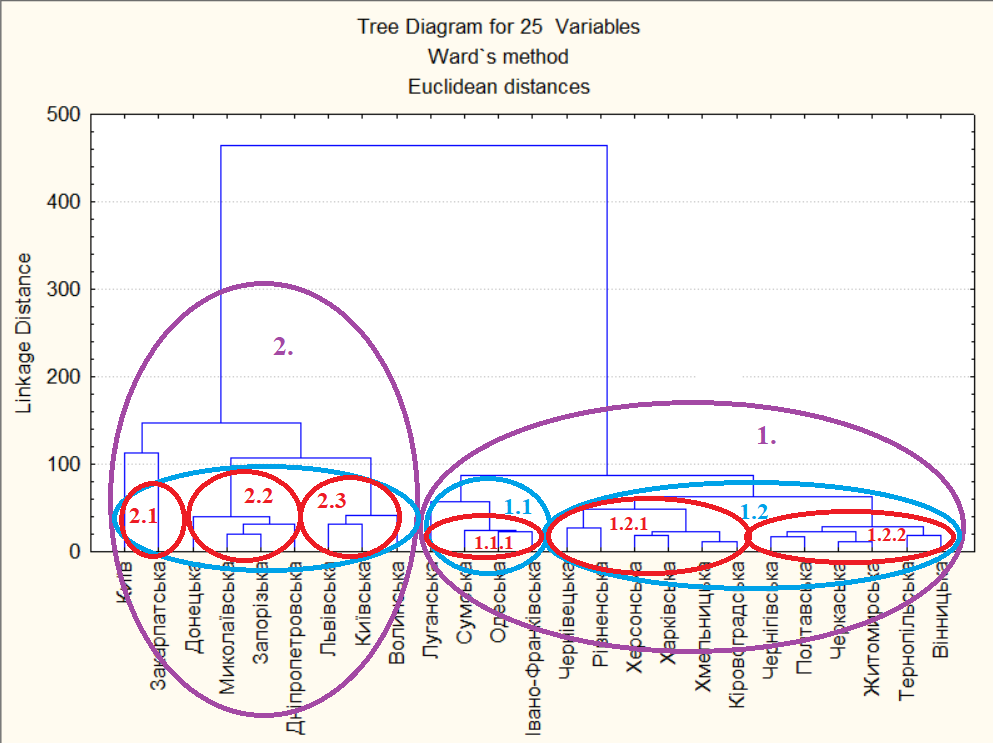 Tree Diagram for 25 Variables
Ward`s method
Euclidean distances
500
400
300
200
100
0
Linkage Distance
2.
1.
2.1
2.2
2.3
1.1
1.1.1
1.2
1.2.1
1.2.2
Київ
Закарпатська
Донецька
Миколаївська
Запорізька
Дніпропетровська
Львівська
Київська
Волинська
Луганська
Сумська
Одеська
Івано-Франківська
Чернівецька
Рівненська
Херсонська
Харківська
Хмельницька
Кіровоградська
Чернігівська
Полтавська
Черкаська
Житомирська
Тернопільська
Вінницька